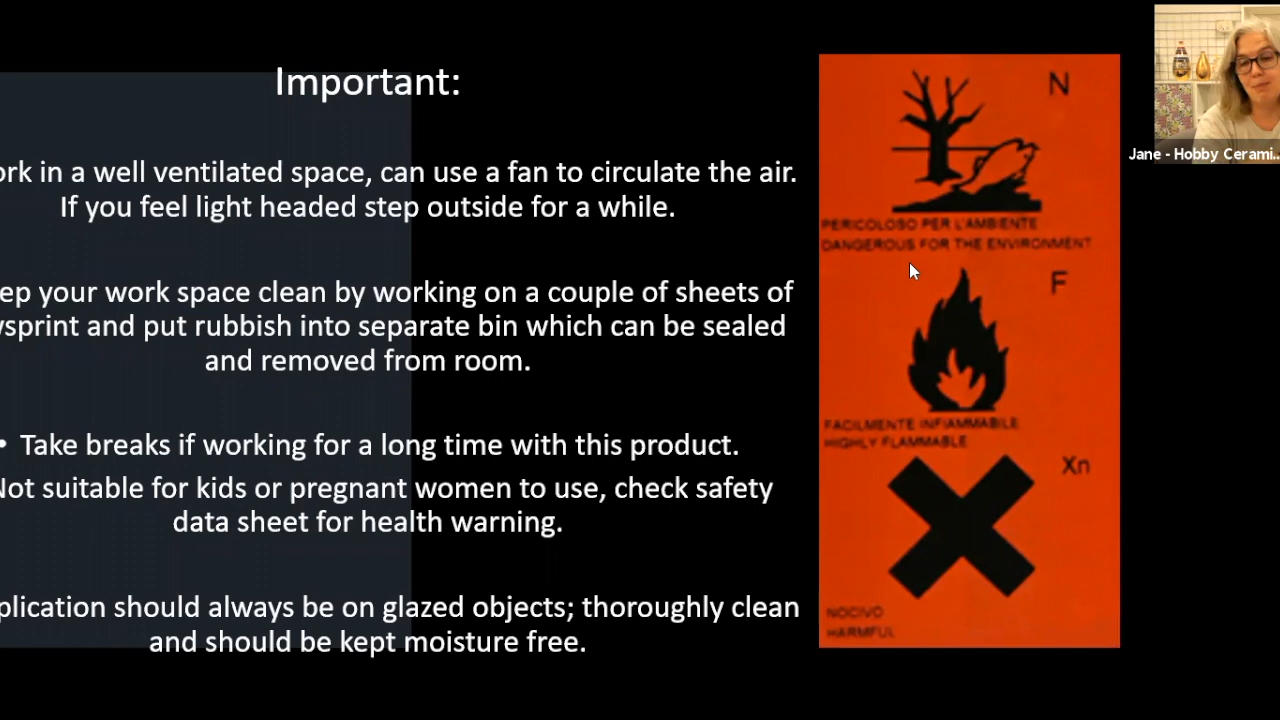 Important:
ork in a well ventilated space, can use a fan to circulate the air.
If you feel light headed step outside for a while.
ep your work space clean by working on a couple of sheets of
wsprint and put rubbish into separate bin which can be sealed
and removed from room.
• Take breaks if working for a long time with this product.
Not suitable for kids or pregnant women to use, check safety
data sheet for health warning.
plication should always be on glazed objects; thoroughly clean
and should be kept moisture free.
N
PERICOLOSO PER L'AMBIENTE
DANGEROUS FOR THE ENVIRONMENT
F
FACILMENTE INFIAMMABILE
HIGHLY FLAMMABLE
Xn
NOCIVO
HARMFUL
Jane - Hobby Cerami...